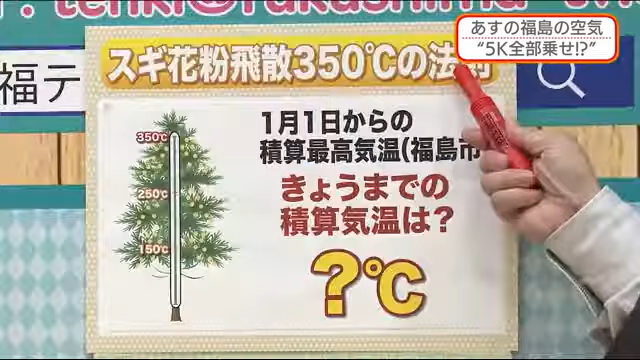 あすの福島の空気
“5K全部乗せ!?”
スギ花粉飛散350℃の法則
福テ
350℃
250℃
150℃
1月1日からの
積算最高気温(福島市
きょうまでの
積算気温は?
?℃